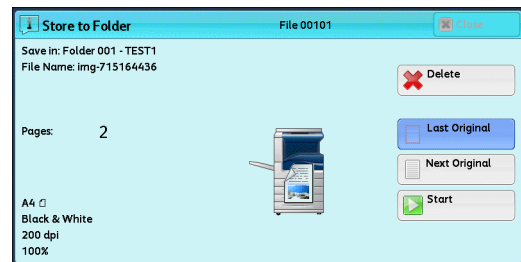 Store to Folder
File 00101
Close
Save in: Folder 001 - TEST1
File Name: img-715164436
Delete
Pages: 2
Last Original
Next Original
Start
A4
Black & White
200 dpi
100%